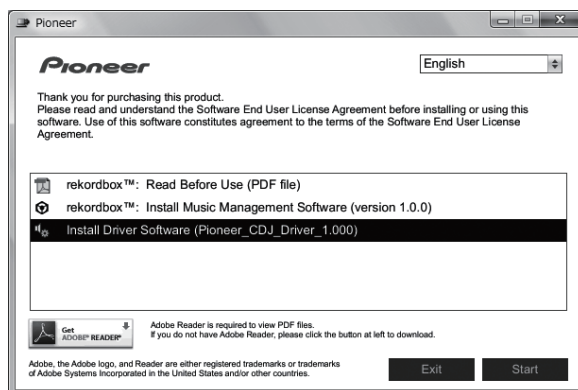 Pioneer
Pioneer
English
Thank you for purchasing this product.
Please read and understand the Software End User License Agreement before installing or using this
software. Use of this software constitutes agreement to the terms of the Software End User License
Agreement.
rekordbox™: Read Before Use (PDF file)
rekordbox™: Install Music Management Software (version 1.0.0)
Install Driver Software (Pioneer_CDJ_Driver_1.000)
Get
ADOBE® READER®
Adobe Reader is required to view PDF files.
If you do not have Adobe Reader, please click the button at left to download.
Adobe, the Adobe logo, and Reader are either registered trademarks or trademarks
of Adobe Systems Incorporated in the United States and/or other countries.
Exit
Start